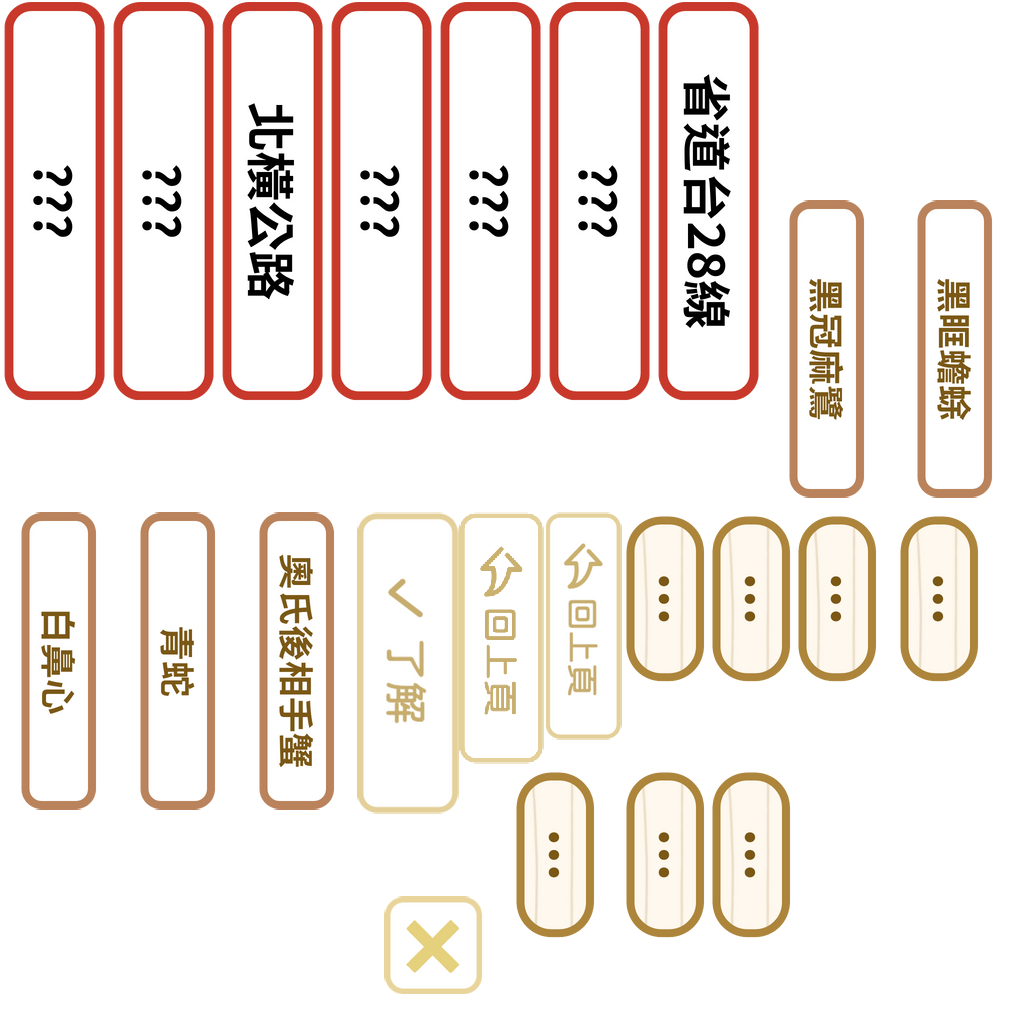 ???
???
北橫公路
???
???
???
省道台28線
黑冠麻鷺
黑眶蟾蜍
白鼻心
青蛇
奧氏後相手蟹
了解
回上頁
回上頁
...
...
...
...
...
...
...